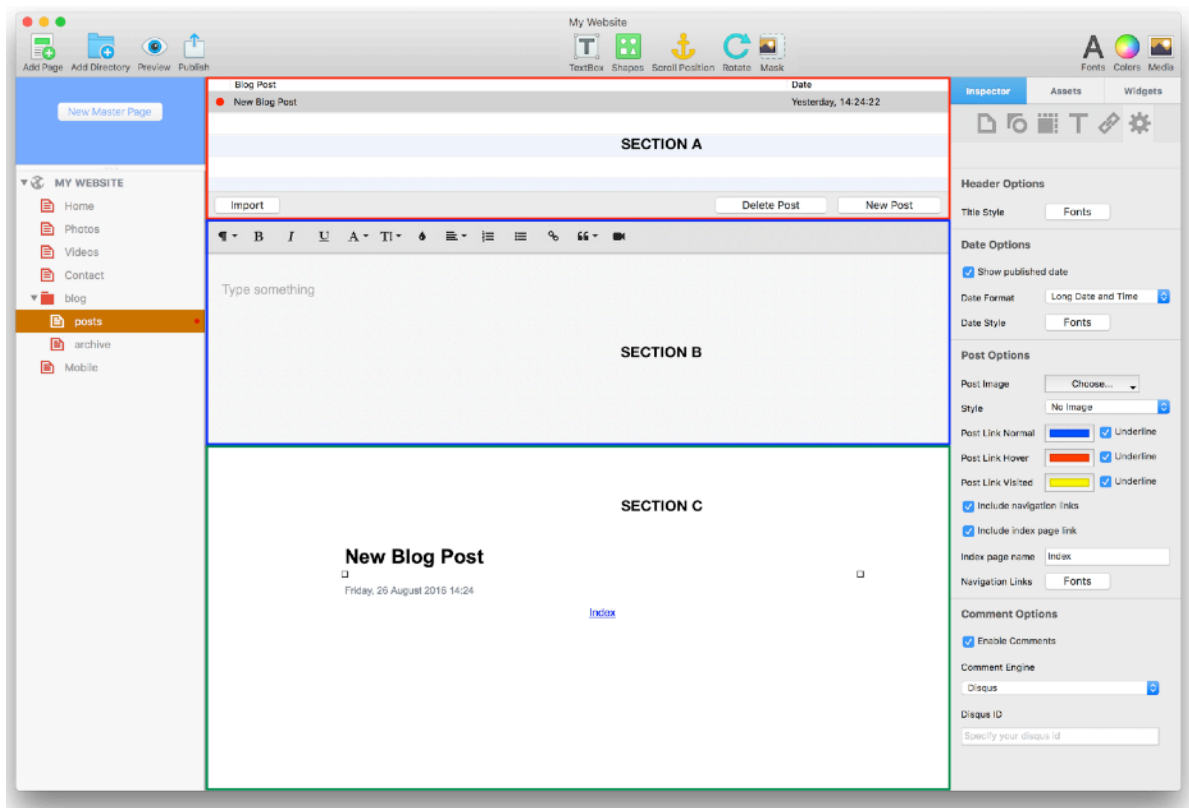 My Website
Add Page Add Directory Preview Publish
TextBox Shapes Scroll Position Rotate Mask
Fonts Colors Media
New Master Page
MY WEBSITE
Home
Photos
Videos
Contact
blog
posts
archive
Mobile
Blog Post Date
New Blog Post Yesterday, 14:24:22
SECTION A
Import Delete Post New Post
B I U A TI
Type something
SECTION B
SECTION C
New Blog Post
Friday, 26 August 2016 14:24
Index
Inspector Assets Widgets
Header Options
Title Style Fonts
Date Options
Show published date
Date Format Long Date and Time
Date Style Fonts
Post Options
Post Image Choose...
Style No Image
Post Link Normal Underline
Post Link Hover Underline
Post Link Visited Underline
Include navigation links
Include index page link
Index page name Index
Navigation Links Fonts
Comment Options
Enable Comments
Comment Engine
Disqus
Disqus ID
Specify your disqus id